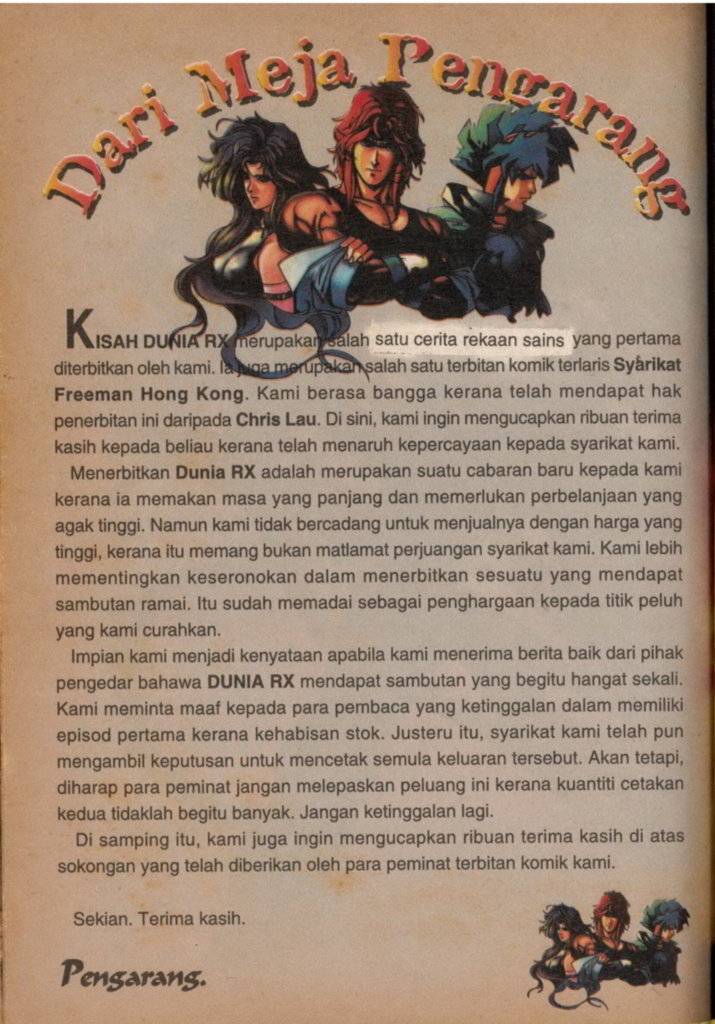 Dari Meja Pengarang
KISAH DUNIA RX merupakan salah satu cerita rekaan sains yang pertama
diterbitkan oleh kami. Ia juga merupakan salah satu terbitan komik terlaris Syarikat
Freeman Hong Kong. Kami berasa bangga kerana telah mendapat hak
penerbitan ini daripada Chris Lau. Di sini, kami ingin mengucapkan ribuan terima
kasih kepada beliau kerana telah menaruh kepercayaan kepada syarikat kami.
Menerbitkan Dunia RX adalah merupakan suatu cabaran baru kepada kami
kerana ia memakan masa yang panjang dan memerlukan perbelanjaan yang
agak tinggi. Namun kami tidak bercadang untuk menjualnya dengan harga yang
tinggi, kerana itu memang bukan matlamat perjuangan syarikat kami. Kami lebih
mementingkan keseronokan dalam menerbitkan sesuatu yang mendapat
sambutan ramai. Itu sudah memadai sebagai penghargaan kepada titik peluh
yang kami curahkan.
Impian kami menjadi kenyataan apabila kami menerima berita baik dari pihak
pengedar bahawa DUNIA RX mendapat sambutan yang begitu hangat sekali.
Kami meminta maaf kepada para pembaca yang ketinggalan dalam memiliki
episod pertama kerana kehabisan stok. Justeru itu, syarikat kami telah pun
mengambil keputusan untuk mencetak semula keluaran tersebut. Akan tetapi,
diharap para peminat jangan melepaskan peluang ini kerana kuantiti cetakan
kedua tidaklah begitu banyak. Jangan ketinggalan lagi.
Di samping itu, kami juga ingin mengucapkan ribuan terima kasih di atas
sokongan yang telah diberikan oleh para peminat terbitan komik kami.
Sekian. Terima kasih.
Pengarang.